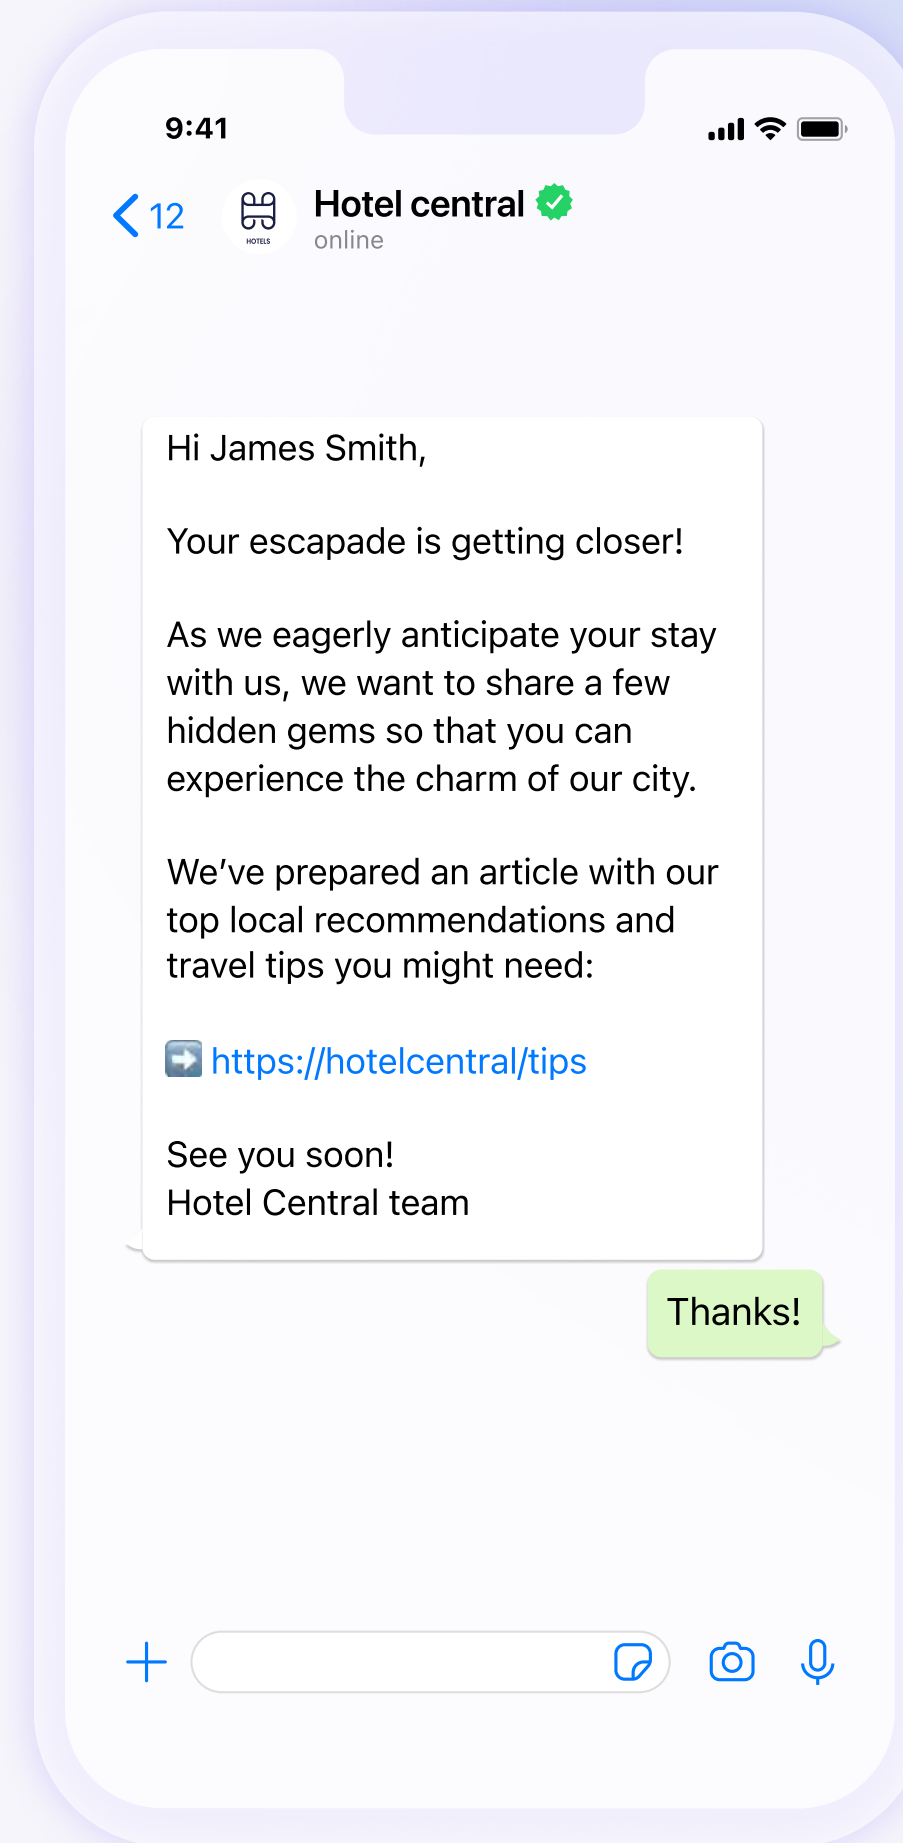 9:41
12
HOTELS
Hotel central
online
Hi James Smith,
Your escapade is getting closer!
As we eagerly anticipate your stay
with us, we want to share a few
hidden gems so that you can
experience the charm of our city.
We’ve prepared an article with our
top local recommendations and
travel tips you might need:
➡️ https://hotelcentral/tips
See you soon!
Hotel Central team
Thanks!